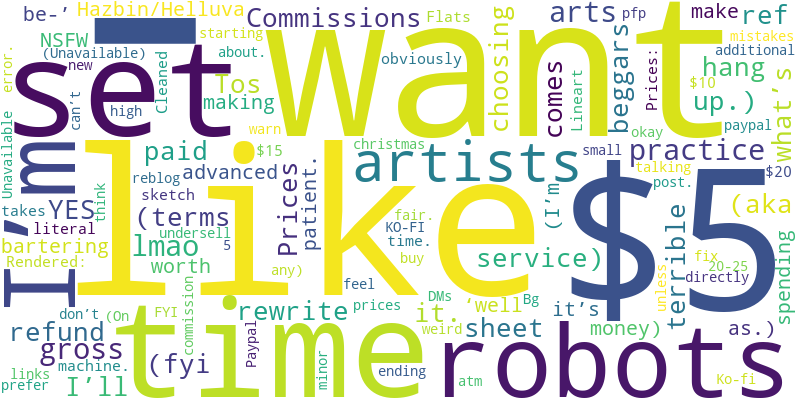 be-’ Hazbin/Helluva Commissions Flats arts pfp make ref
NSFW starting choosing beggars mistakes
(Unavailable) about. obviously additional
set want
error. new Cleaned Tos comes Prices: $10 hang what’s
Unavailable can’t high making Lineart up.)
warn $15 christmas okay paypal
I’m like $5
paid advanced artists practice
reblog small talking $20
takes YES sketch think Prices patient. (I’m post. (aka
literal (terms undersell fair. KO-FI
bartering lmao 5 time. service) terrible
Rendered: worth any) buy fix 20-25
commission feel unless directly spending
don’t (On FYI rewrite prices DMs it. ‘well Bg it’s
refund weird sheet money) as.)
time robots
gross (fyi Paypal minor ending atm
machine.
links I’ll Ko-fi
prefer